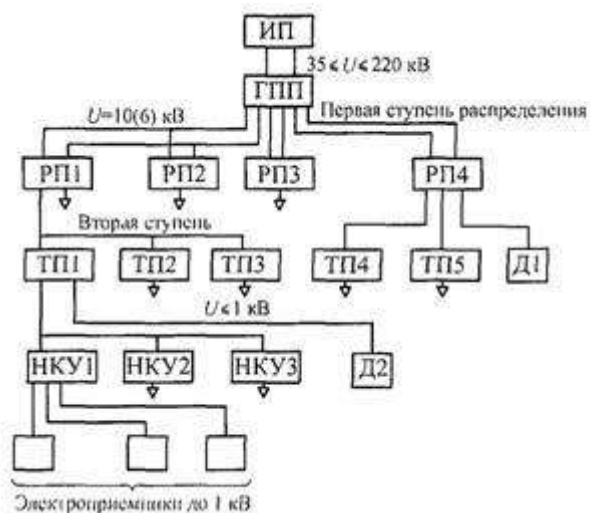 ИП
35 ⩽ U ⩽ 220 кВ
ГПП
U=10(6) кВ
Первая ступень распределения
РП1 РП2 РП3 РП4
Вторая ступень
ТП1 ТП2 ТП3 ТП4 ТП5 Д1
U ⩽ 1 кВ
НКУ1 НКУ2 НКУ3 Д2
Электроприемники до 1 кВ